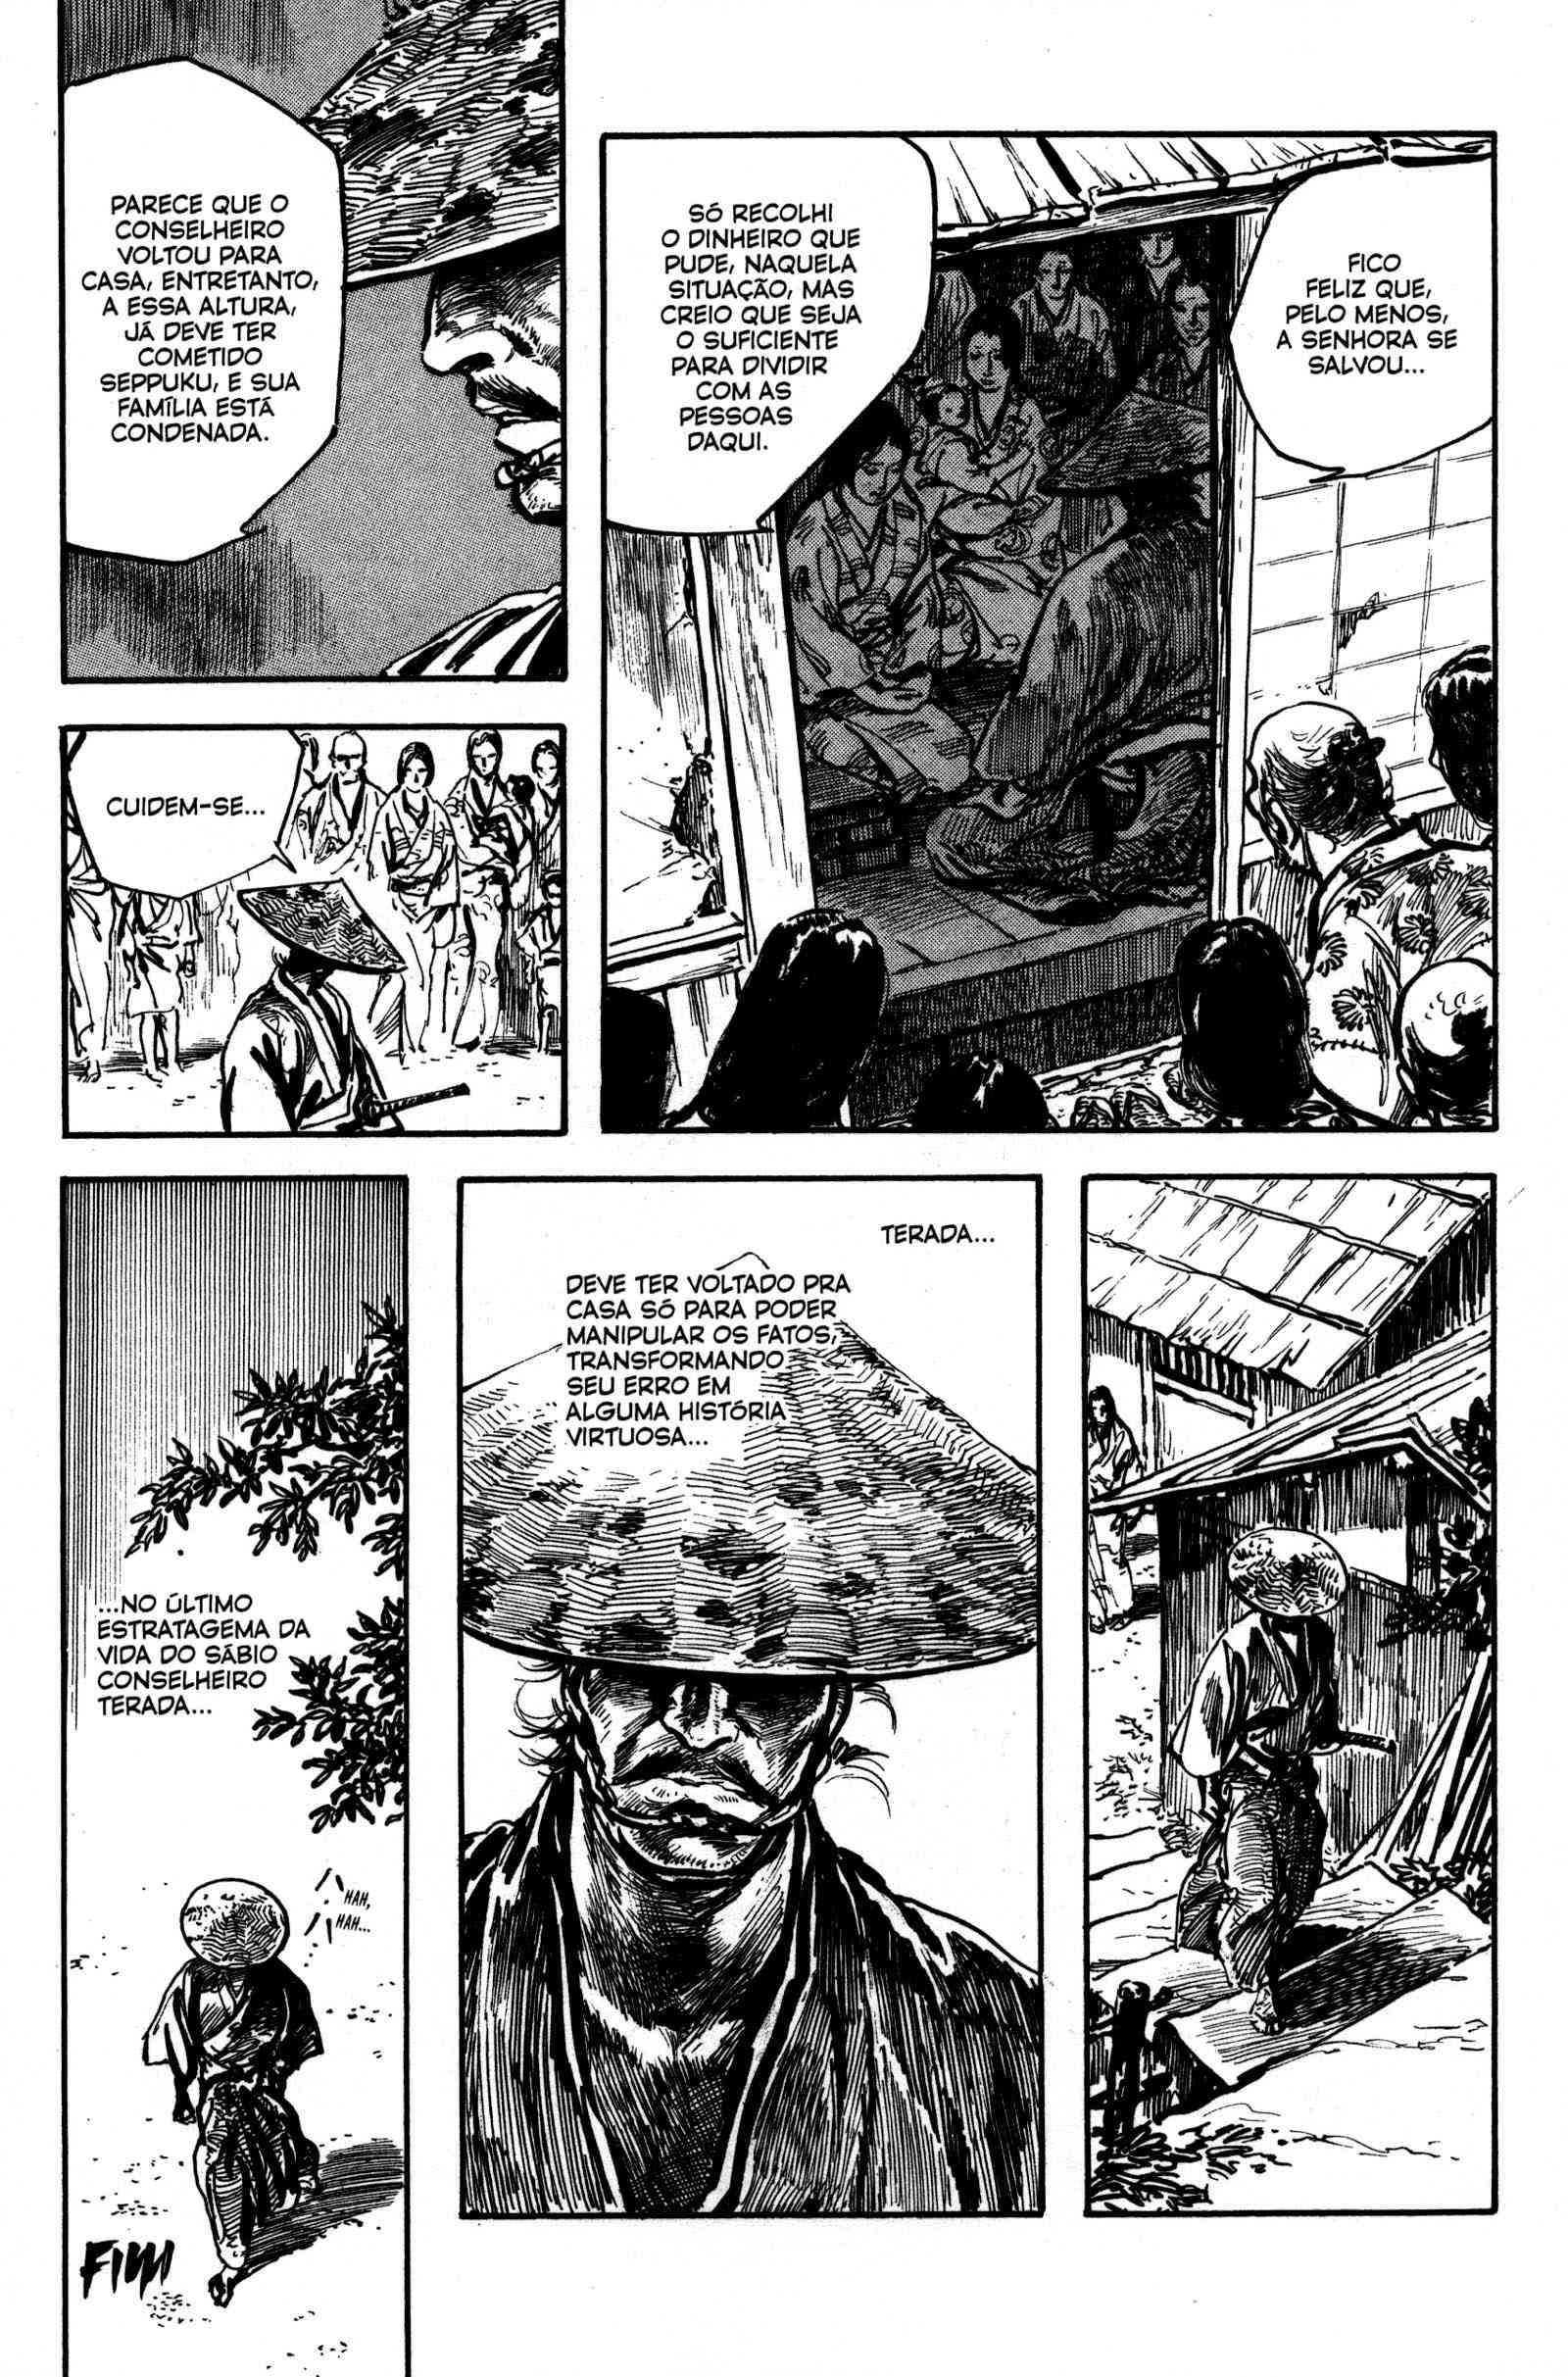 FICO
FELIZ QUE,
PELO MENOS,
A SENHORA SE
SALVOU...
SÓ RECOLHI
O DINHEIRO QUE
PUDE, NAQUELA
SITUAÇÃO, MAS
CREIO QUE SEJA
O SUFICIENTE
PARA DIVIDIR
COM AS
PESSOAS
DAQUI.
PARECE QUE O
CONSELHEIRO
VOLTOU PARA
CASA, ENTRETANTO,
A ESSA ALTURA,
JÁ DEVE TER
COMETIDO
SEPPUKU, E SUA
FAMÍLIA ESTÁ
CONDENADA.
CUIDEM-SE...
TERADA...
DEVE TER VOLTADO PRA
CASA SÓ PARA PODER
MANIPULAR OS FATOS,
TRANSFORMANDO
SEU ERRO EM
ALGUMA HISTÓRIA
VIRTUOSA...
...NO ÚLTIMO
ESTRATAGEMA DA
VIDA DO SÁBIO
CONSELHEIRO
TERADA...
ハ HAH,
ハ HAH...
FIM